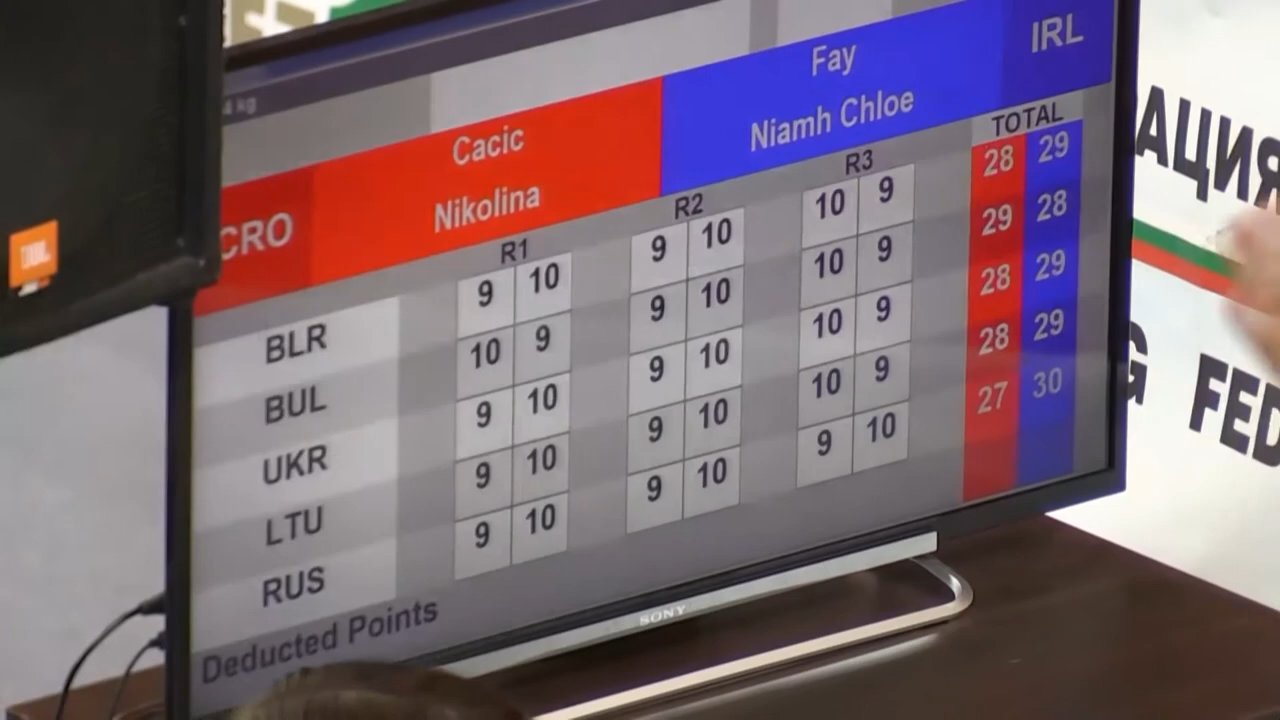 4 kg
Fay IRL
Niamh Chloe
Cacic
CRO Nikolina
R1 R2 R3 TOTAL
BLR 9 10 9 10 10 9 28 29
BUL 10 9 9 10 10 9 29 28
UKR 9 10 9 10 10 9 28 29
LTU 9 10 9 10 10 9 28 29
RUS 9 10 9 10 9 10 27 30
Deducted Points
SONY
JBL
АЦИЯ
G FED